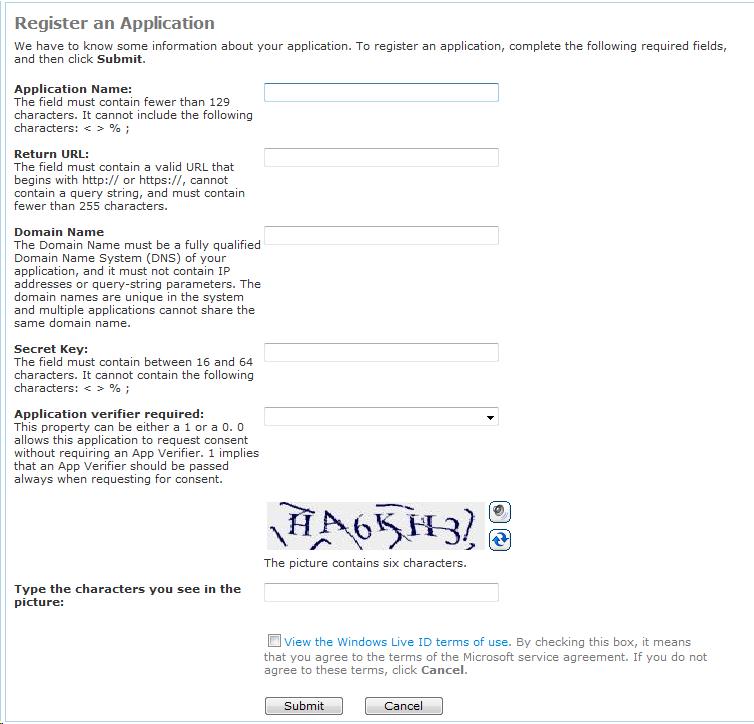 Register an Application
We have to know some information about your application. To register an application, complete the following required fields,
and then click Submit.
Application Name:
The field must contain fewer than 129
characters. It cannot include the following
characters: < > % ;
Return URL:
The field must contain a valid URL that
begins with http:// or https://, cannot
contain a query string, and must contain
fewer than 255 characters.
Domain Name
The Domain Name must be a fully qualified
Domain Name System (DNS) of your
application, and it must not contain IP
addresses or query-string parameters. The
domain names are unique in the system
and multiple applications cannot share the
same domain name.
Secret Key:
The field must contain between 16 and 64
characters. It cannot contain the following
characters: < > % ;
Application verifier required:
This property can be either a 1 or a 0. 0
allows this application to request consent
without requiring an App Verifier. 1 implies
that an App Verifier should be passed
always when requesting for consent.
The picture contains six characters.
Type the characters you see in the
picture:
View the Windows Live ID terms of use. By checking this box, it means
that you agree to the terms of the Microsoft service agreement. If you do not
agree to these terms, click Cancel.
Submit Cancel